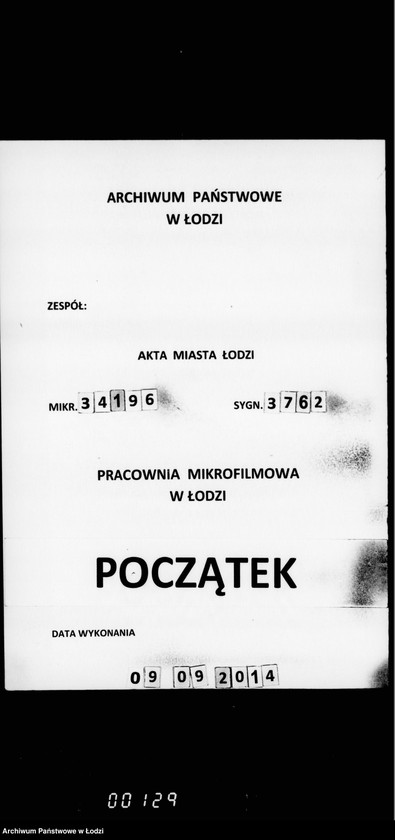 ARCHIWUM PAŃSTWOWE
W ŁODZI
ZESPÓŁ:
AKTA MIASTA ŁODZI
MIKR. 34196 SYGN. 3762
PRACOWNIA MIKROFILMOWA
W ŁODZI
POCZĄTEK
DATA WYKONANIA
09 09 2014
00129
Archiwum Państwowe w Łodzi